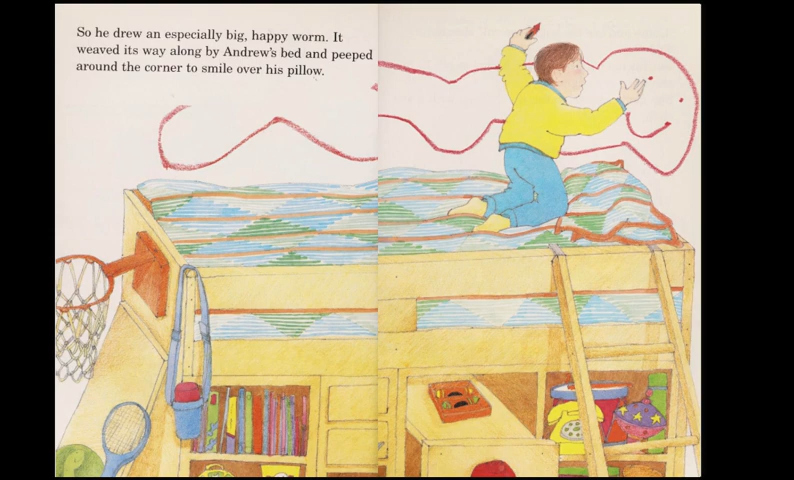 So he drew an especially big, happy worm. It
weaved its way along by Andrew's bed and peeped
around the corner to smile over his pillow.